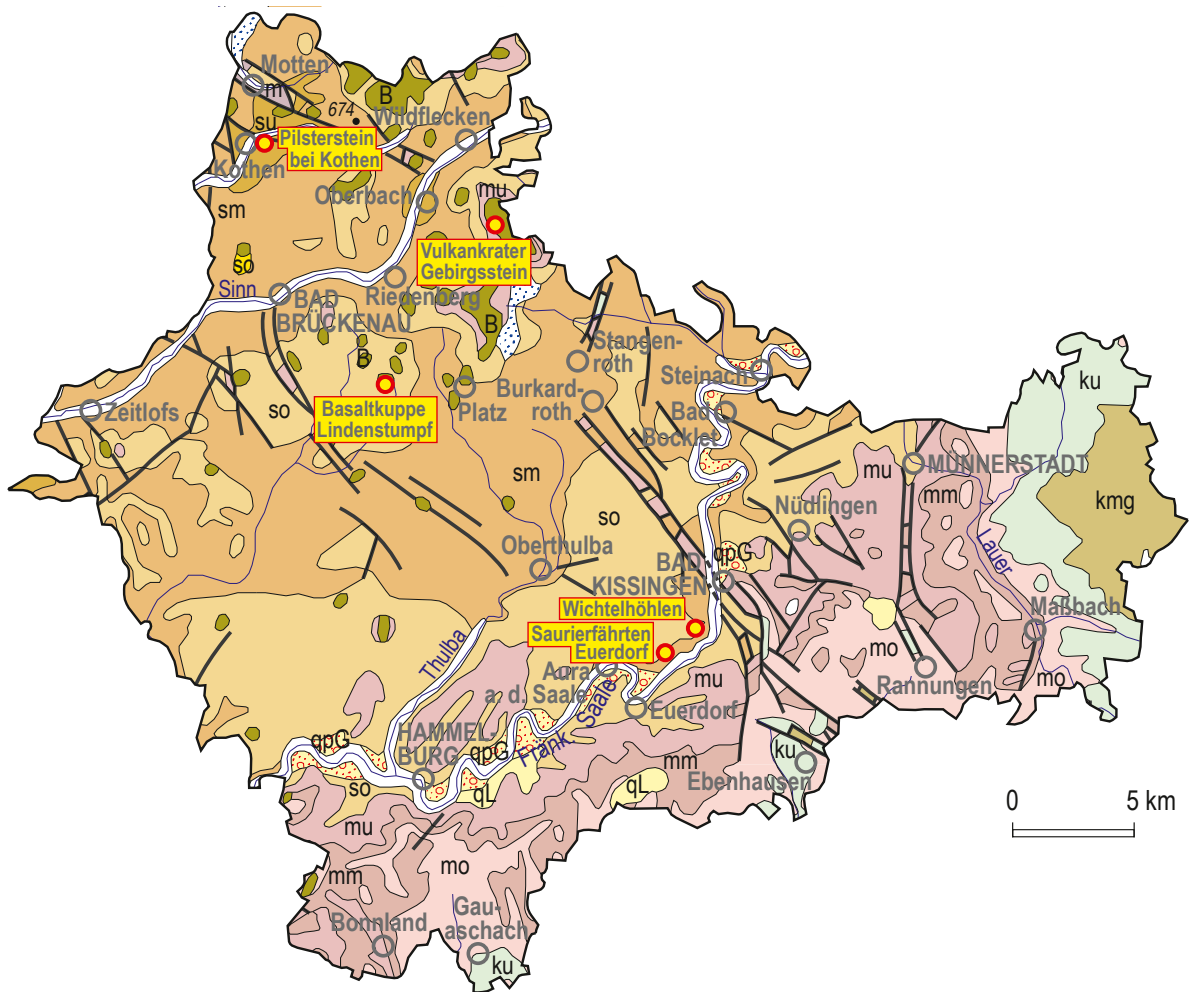 Motten
m
B
674
Wildflecken
su
Pilsterstein
bei Kothen
Kothen
Oberbach
mu
sm
Vulkankrater
Gebirgsstein
so
Sinn
Riedenberg
BAD
BRÜCKENAU
B
Stangen-
roth
Steinach
B
ku
Burkard-
roth
Platz
Basaltkuppe
Lindenstumpf
so
Zeitlofs
Bad
Bocklet
sm
mu
MÜNNERSTADT
mm
kmg
so
Nüdlingen
Oberthulba
BAD
KISSINGEN
qpG
Lauer
Wichtelhöhlen
Maßbach
Saurierfährten
Euerdorf
Thulba
Aura
a. d. Saale
mo
Rannungen
mo
mu
Euerdorf
Frank. Saale
HAMMEL-
BURG
qpG
qpG
ku
Ebenhausen
mm
so
qL
qL
0
5 km
mu
mo
mm
Bonnland
Gau-
aschach
ku